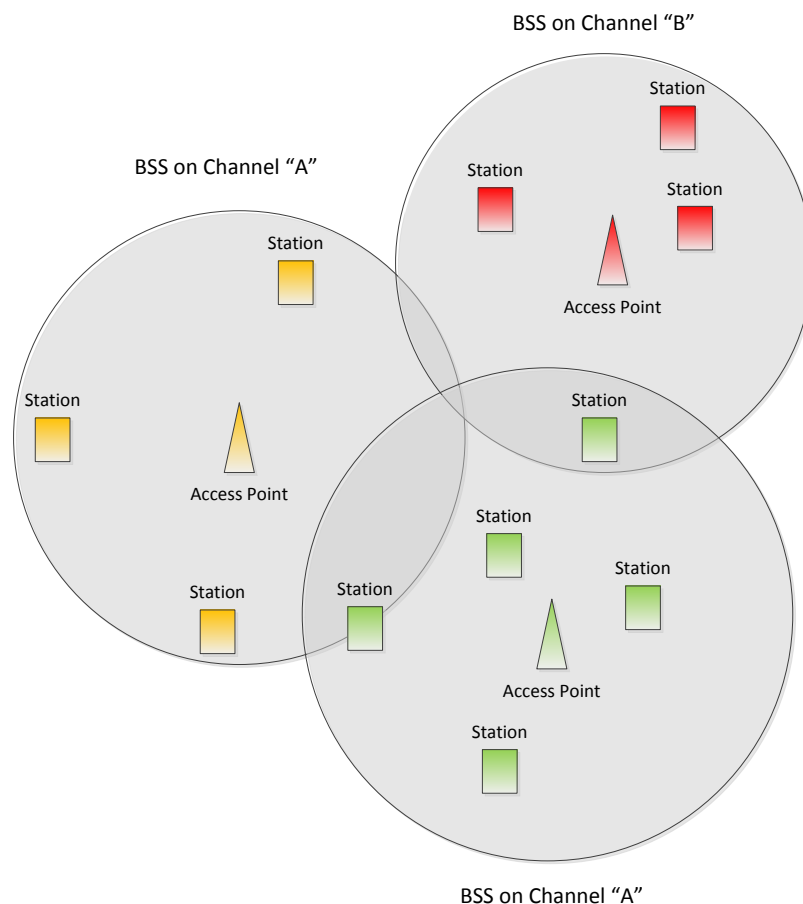 BSS on Channel “B”
Station
BSS on Channel “A”
Station
Station
Station
Access Point
Station
Station
Access Point
Station
Station
Station
Station
Access Point
Station
BSS on Channel “A”